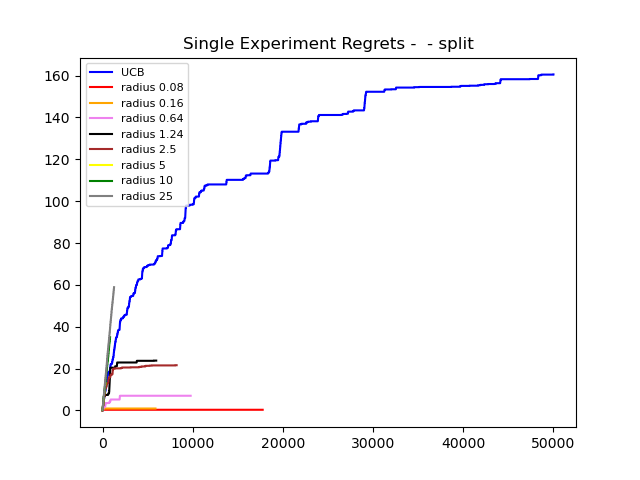 Single Experiment Regrets -  - split
160
140
120
100
80
60
40
20
0
UCB
radius 0.08
radius 0.16
radius 0.64
radius 1.24
radius 2.5
radius 5
radius 10
radius 25
0 10000 20000 30000 40000 50000